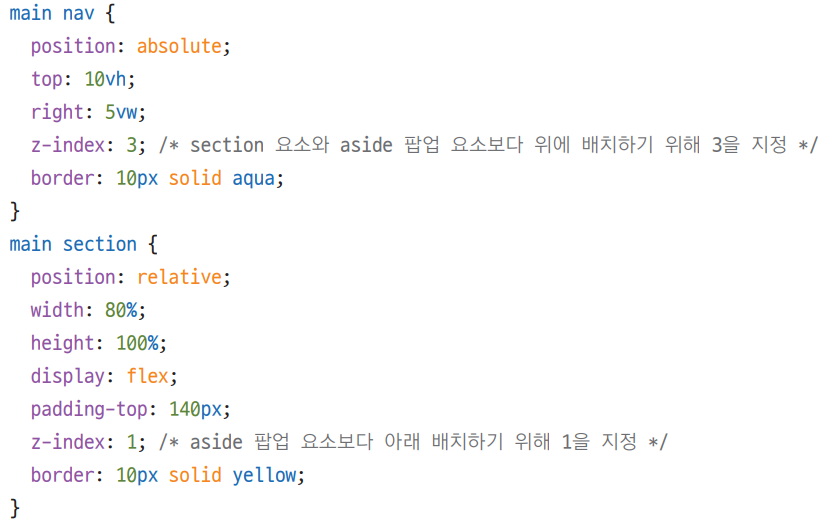 main nav {
position: absolute;
top: 10vh;
right: 5vw;
z-index: 3; /* section 요소와 aside 팝업 요소보다 위에 배치하기 위해 3을 지정 */
border: 10px solid aqua;
}
main section {
position: relative;
width: 80%;
height: 100%;
display: flex;
padding-top: 140px;
z-index: 1; /* aside 팝업 요소보다 아래 배치하기 위해 1을 지정 */
border: 10px solid yellow;
}